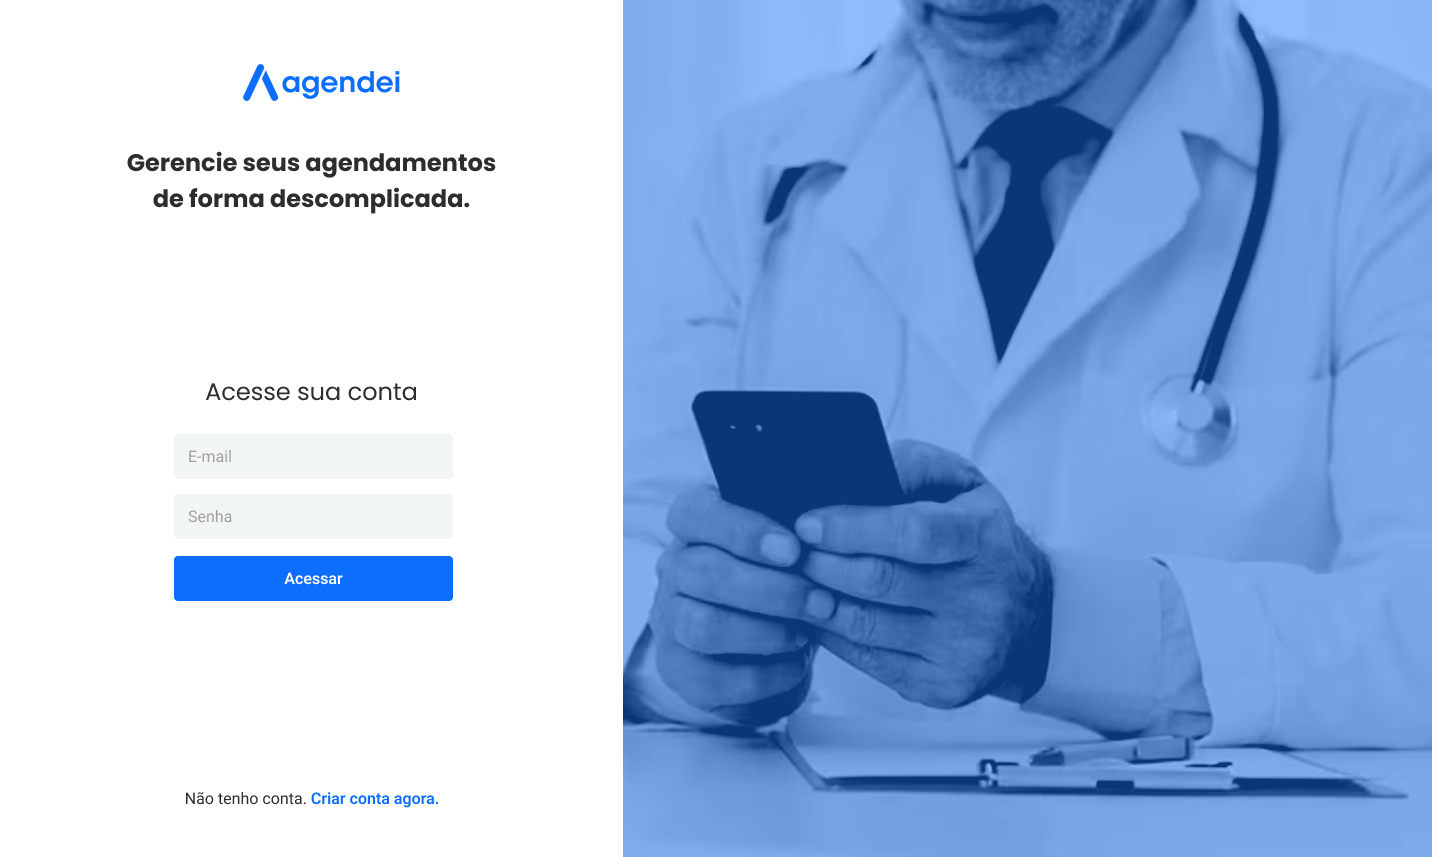 agendei
Gerencie seus agendamentos
de forma descomplicada.
Acesse sua conta
E-mail
Senha
Acessar
Não tenho conta. Criar conta agora.